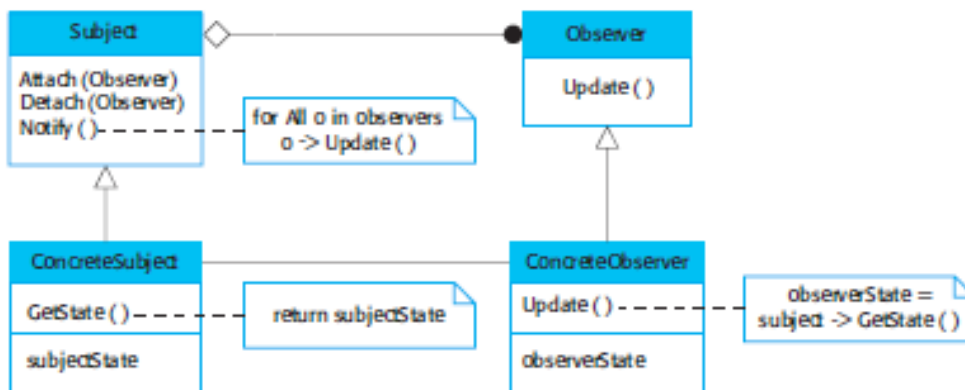 Subject
Attach (Observer)
Detach (Observer)
Notify ( )
for All o in observers
o -> Update ( )
Observer
Update ( )
ConcreteSubject
GetState ( )
subjectState
return subjectState
ConcreteObserver
Update ( )
observerState
observerState =
subject -> GetState ( )